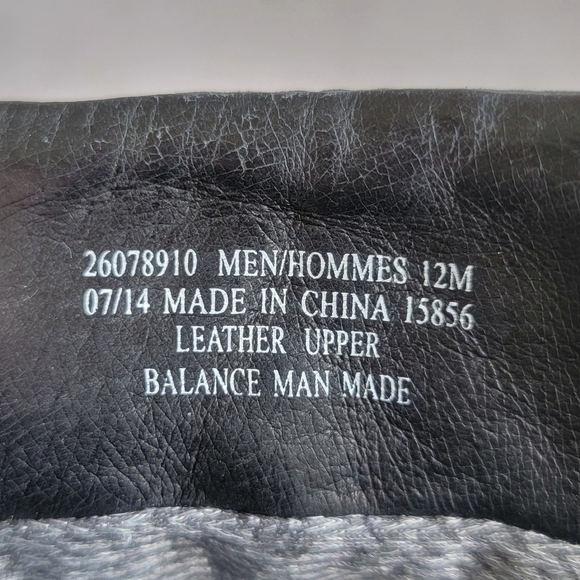 26078910 MEN/HOMMES 12M
07/14 MADE IN CHINA 15856
LEATHER UPPER
BALANCE MAN MADE